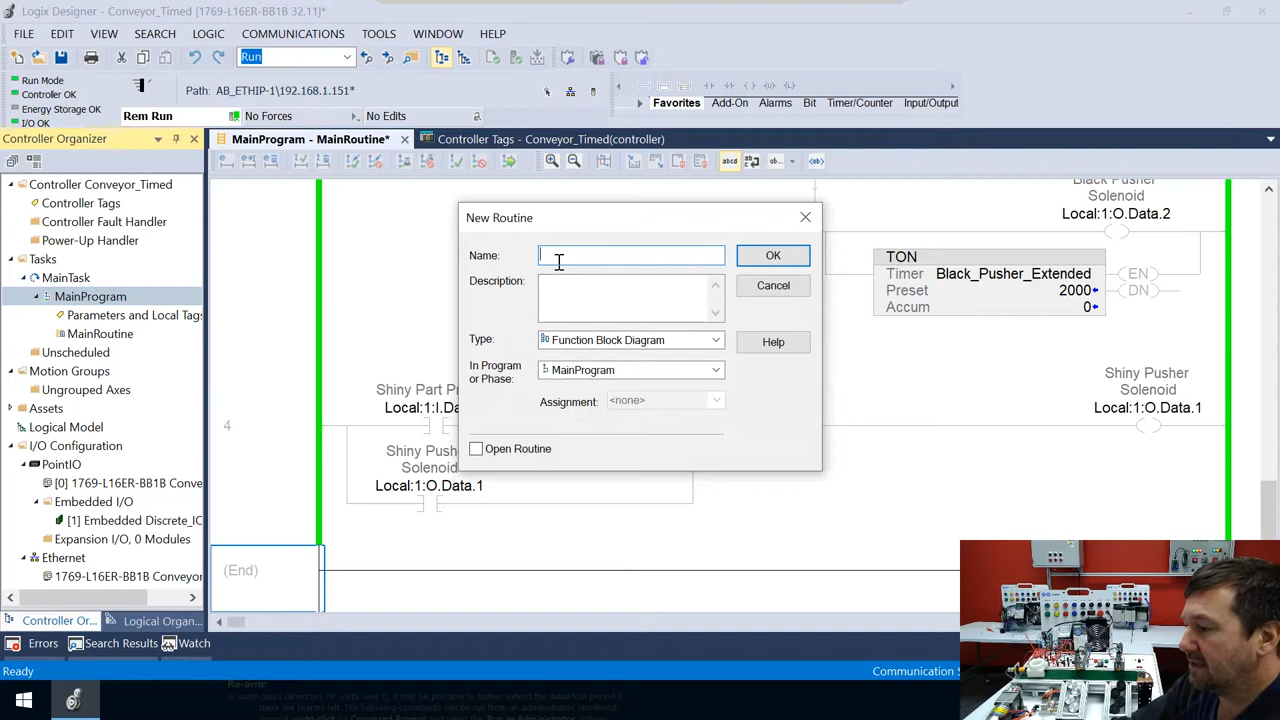 Logix Designer - Conveyor_Timed [1769-L16ER-BB1B 32.11]*
FILE EDIT VIEW SEARCH LOGIC COMMUNICATIONS TOOLS WINDOW HELP
Run
Run Mode
Controller OK
Energy Storage OK
I/O OK
Path: AB_ETHIP-1\192.168.1.151*
Favorites Add-On Alarms Bit Timer/Counter Input/Output
Rem Run No Forces No Edits
Controller Organizer
MainProgram - MainRoutine*
Controller Tags - Conveyor_Timed(controller)
Controller Conveyor_Timed
Controller Tags
Controller Fault Handler
Power-Up Handler
Tasks
MainTask
MainProgram
Parameters and Local Tags
MainRoutine
Unscheduled
Motion Groups
Ungrouped Axes
Assets
Logical Model
I/O Configuration
PointIO
[0] 1769-L16ER-BB1B Conve
Embedded I/O
[1] Embedded Discrete_IO
Expansion I/O, 0 Modules
Ethernet
1769-L16ER-BB1B Conveyor
Controller Or...
Logical Organ...
Black Pusher
Solenoid
Local:1:O.Data.2
TON
Timer Black_Pusher_Extended
Preset 2000
Accum 0
EN
DN
4
Shiny Part Pr
Local:1:I.Da
Shiny Pusher
Solenoid
Local:1:O.Data.1
Shiny Push
Solenoid
Local:1:O.Data.1
(End)
New Routine
Name:
OK
Description:
Cancel
Type:
Function Block Diagram
Help
In Program
or Phase:
MainProgram
Assignment:
<none>
Open Routine
Errors Search Results Watch
Ready
Communication S
Re-arm: